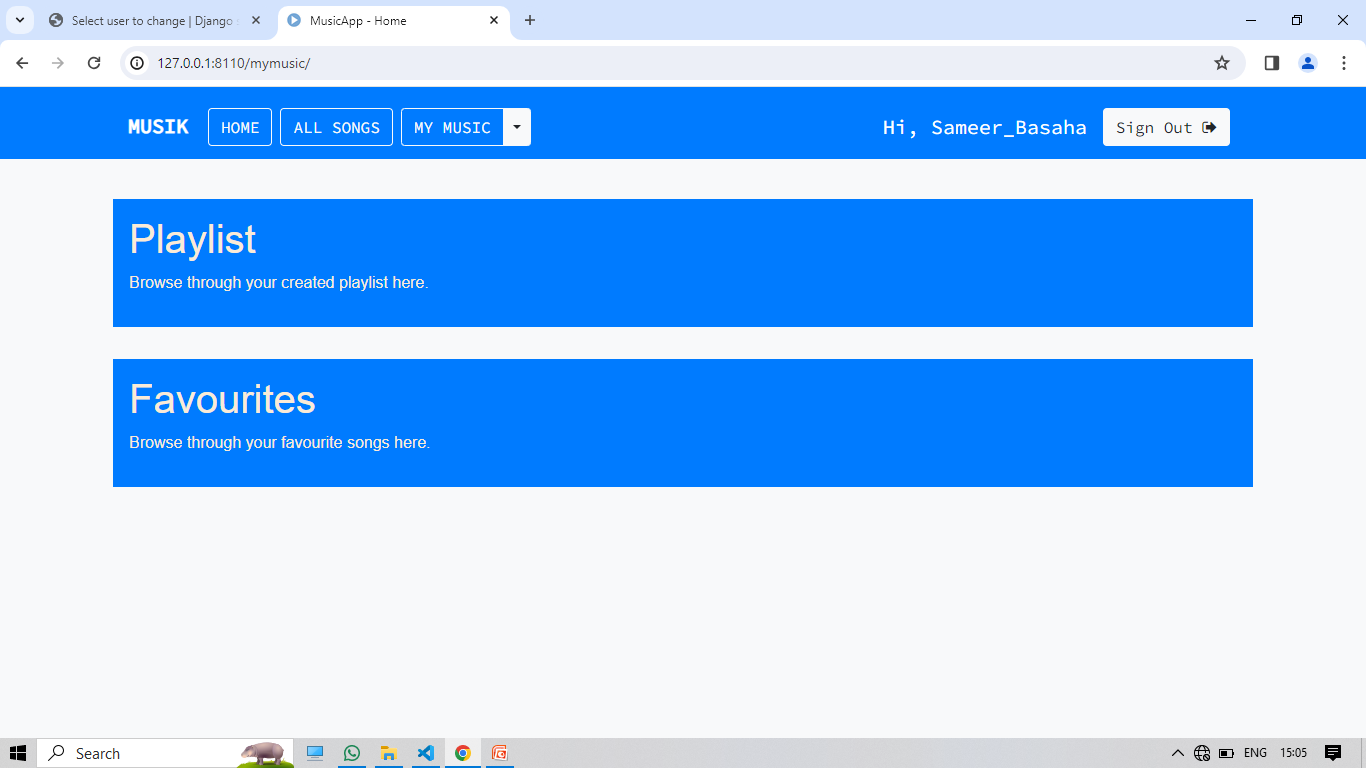 Select user to change | Django
MusicApp - Home
127.0.0.1:8110/mymusic/
MUSIK HOME ALL SONGS MY MUSIC Hi, Sameer_Basaha Sign Out
Playlist
Browse through your created playlist here.
Favourites
Browse through your favourite songs here.
Search ENG 15:05